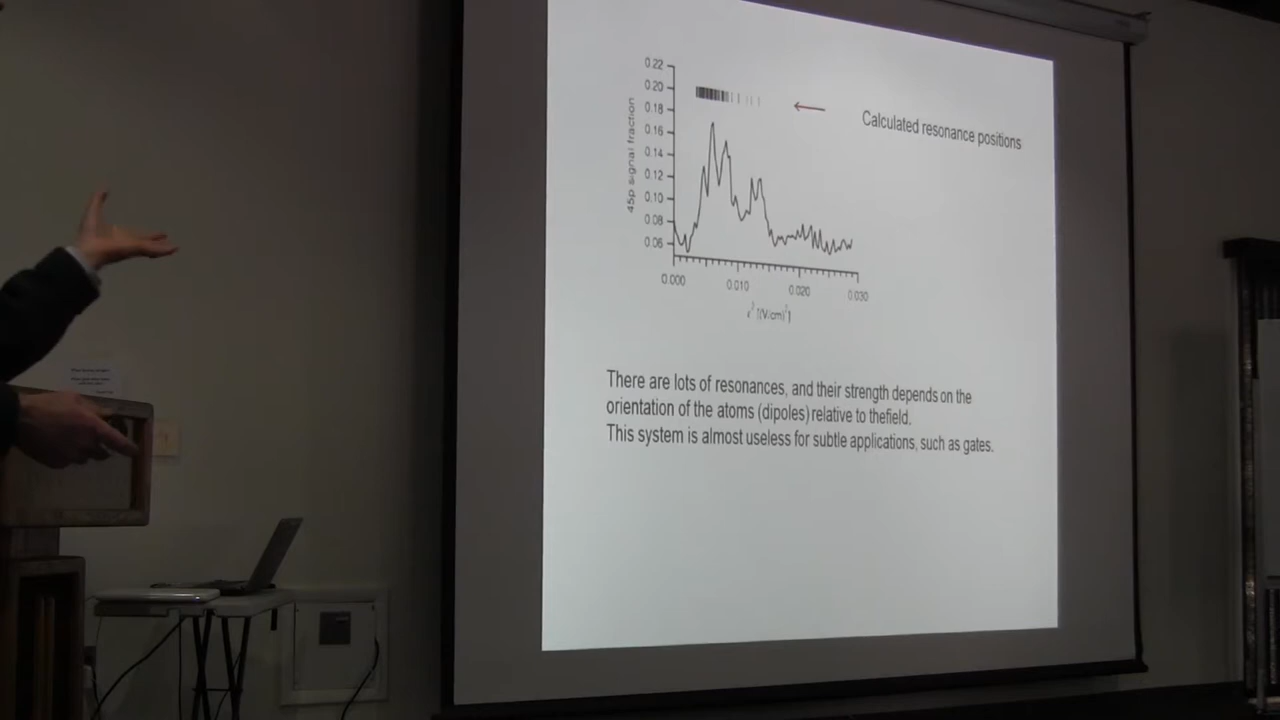 0.22
0.20
0.18
0.16
0.14
0.12
0.10
0.08
0.06
45p signal fraction
0.000
0.010
0.020
0.030
Calculated resonance positions
There are lots of resonances, and their strength depends on the
orientation of the atoms (dipoles) relative to thefield.
This system is almost useless for subtle applications, such as gates.